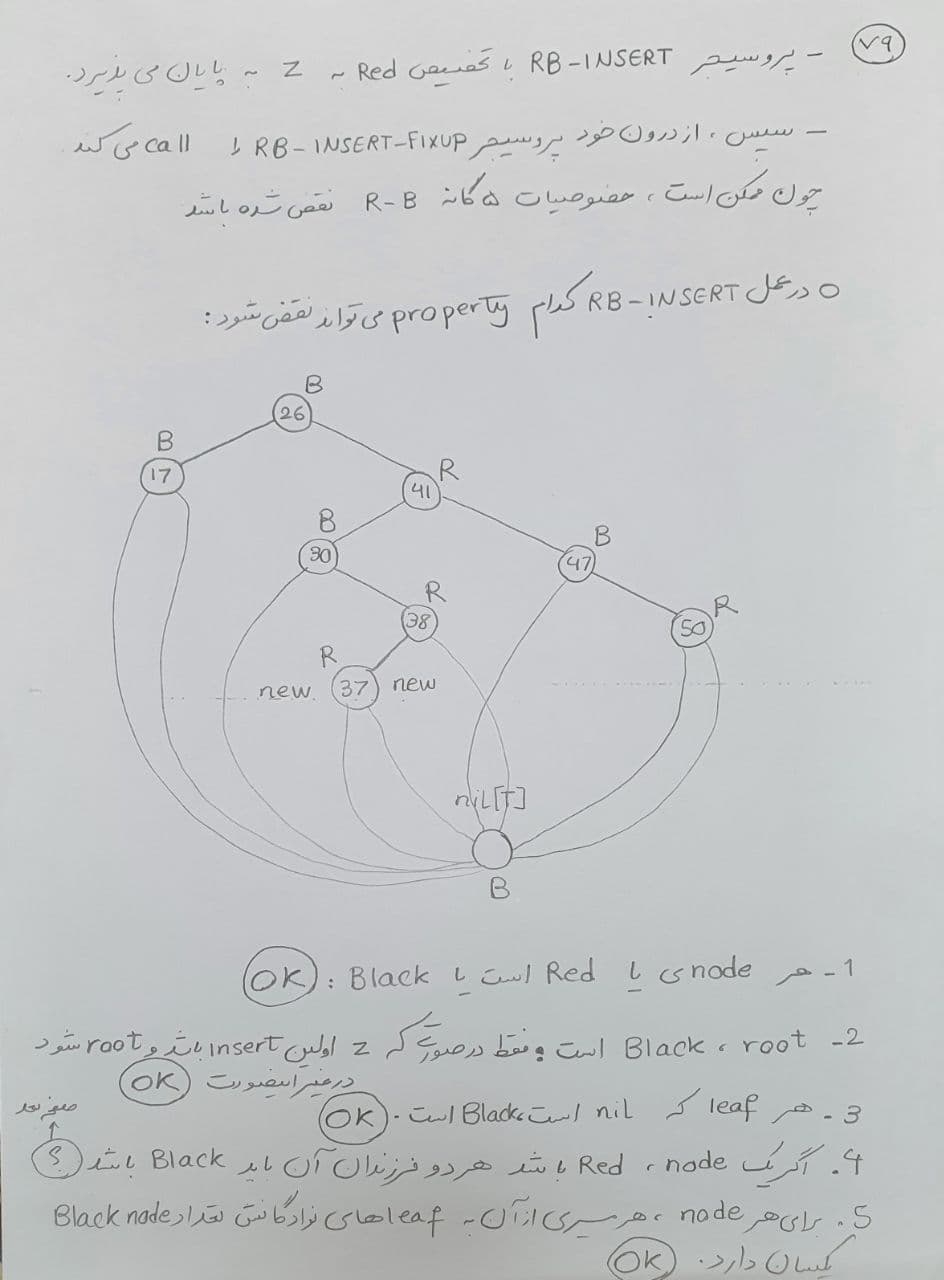 ۷۹
- پروسیجر RB-INSERT با تخصیص Red به Z به پایان می پذیرد.
- سپس، از درون خود پروسیجر RB-INSERT-FIXUP را call می کند
چون ممکن است، خصوصیات ۵ گانه R-B نقض شده باشد
o در عمل RB-INSERT کدام property می تواند نقض شود:
B
26
B
17
R
41
B
30
B
47
R
38
R
50
R
new 37 new
nil[T]
B
1- هر node ی یا Red است یا Black : OK
2- root، Black است و فقط در صورتی که z اولین insert باشد و root شود
در غیر اینصورت OK
3. هر leaf که nil است، Black است. OK
صفحه بعد
4. اگر یک node، Red باشد هر دو فرزندان آن باید Black باشد ؟
5. برای هر node، هر مسیری از آن به leaf های نوادگانش تعداد Black node
یکسان دارد. OK